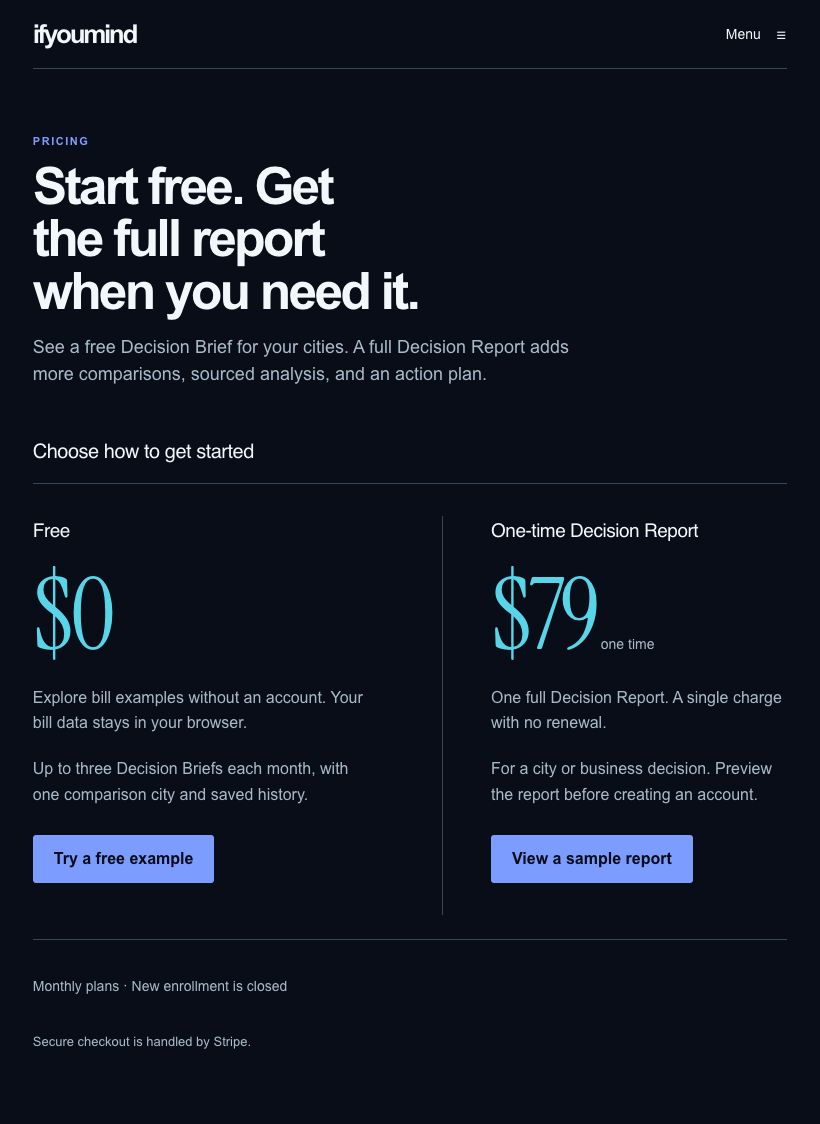 ifyoumind
Menu ≡
PRICING
Start free. Get
the full report
when you need it.
See a free Decision Brief for your cities. A full Decision Report adds
more comparisons, sourced analysis, and an action plan.
Choose how to get started
Free
$0
Explore bill examples without an account. Your
bill data stays in your browser.
Up to three Decision Briefs each month, with
one comparison city and saved history.
Try a free example
One-time Decision Report
$79 one time
One full Decision Report. A single charge
with no renewal.
For a city or business decision. Preview
the report before creating an account.
View a sample report
Monthly plans · New enrollment is closed
Secure checkout is handled by Stripe.